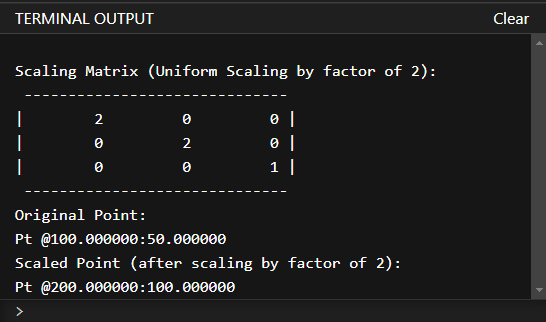 TERMINAL OUTPUT Clear
Scaling Matrix (Uniform Scaling by factor of 2):
------------------------------
| 2 0 0 |
| 0 2 0 |
| 0 0 1 |
------------------------------
Original Point:
Pt @100.000000:50.000000
Scaled Point (after scaling by factor of 2):
Pt @200.000000:100.000000
>